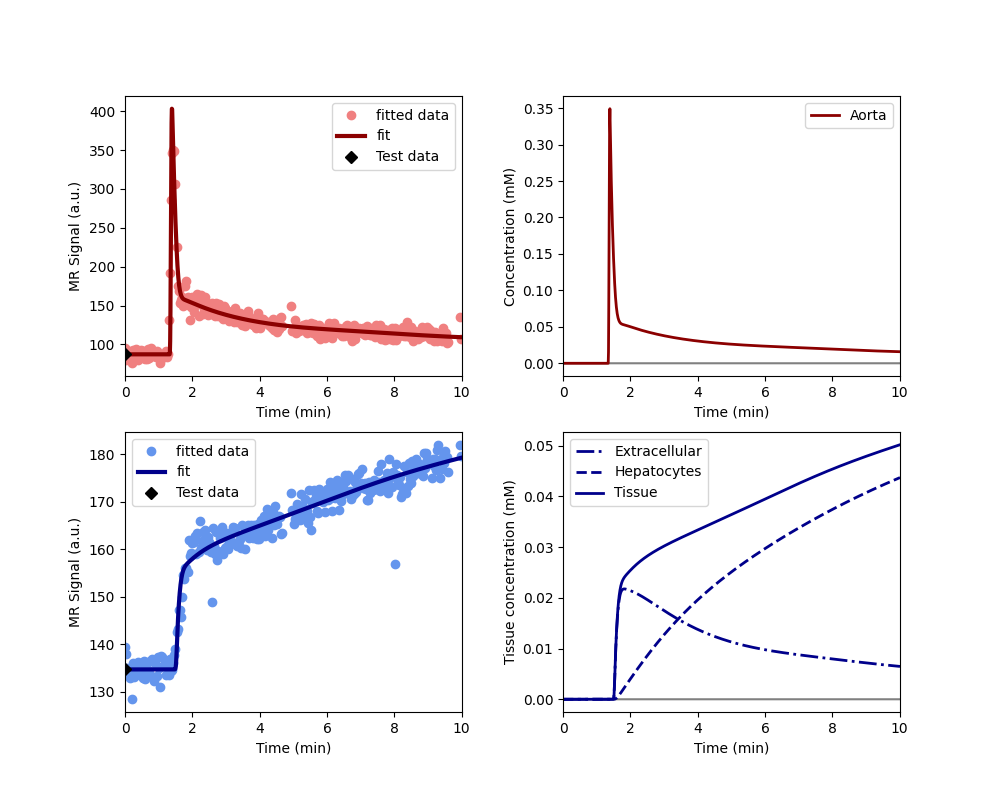 MR Signal (a.u.)
400
350
300
250
200
150
100
fitted data
fit
Test data
0 2 4 6 8 10
Time (min)
Concentration (mM)
0.35
0.30
0.25
0.20
0.15
0.10
0.05
0.00
Aorta
0 2 4 6 8 10
Time (min)
MR Signal (a.u.)
180
170
160
150
140
130
fitted data
fit
Test data
0 2 4 6 8 10
Time (min)
Tissue concentration (mM)
0.05
0.04
0.03
0.02
0.01
0.00
Extracellular
Hepatocytes
Tissue
0 2 4 6 8 10
Time (min)